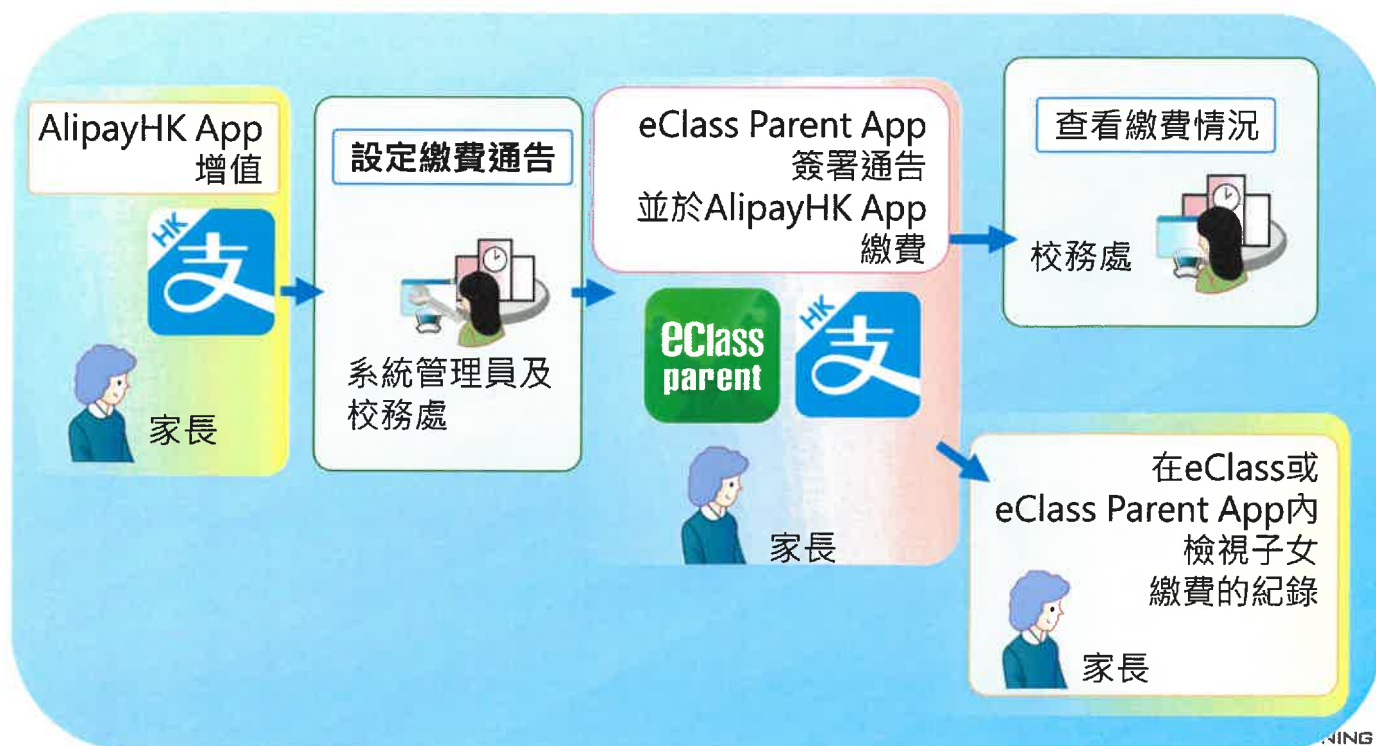 AlipayHK App
增值
HK
支
家長
設定繳費通告
系統管理員及
校務處
eClass Parent App
簽署通告
並於AlipayHK App
繳費
eClass
parent
HK
支
家長
查看繳費情況
校務處
在eClass或
eClass Parent App內
檢視子女
繳費的紀錄
家長